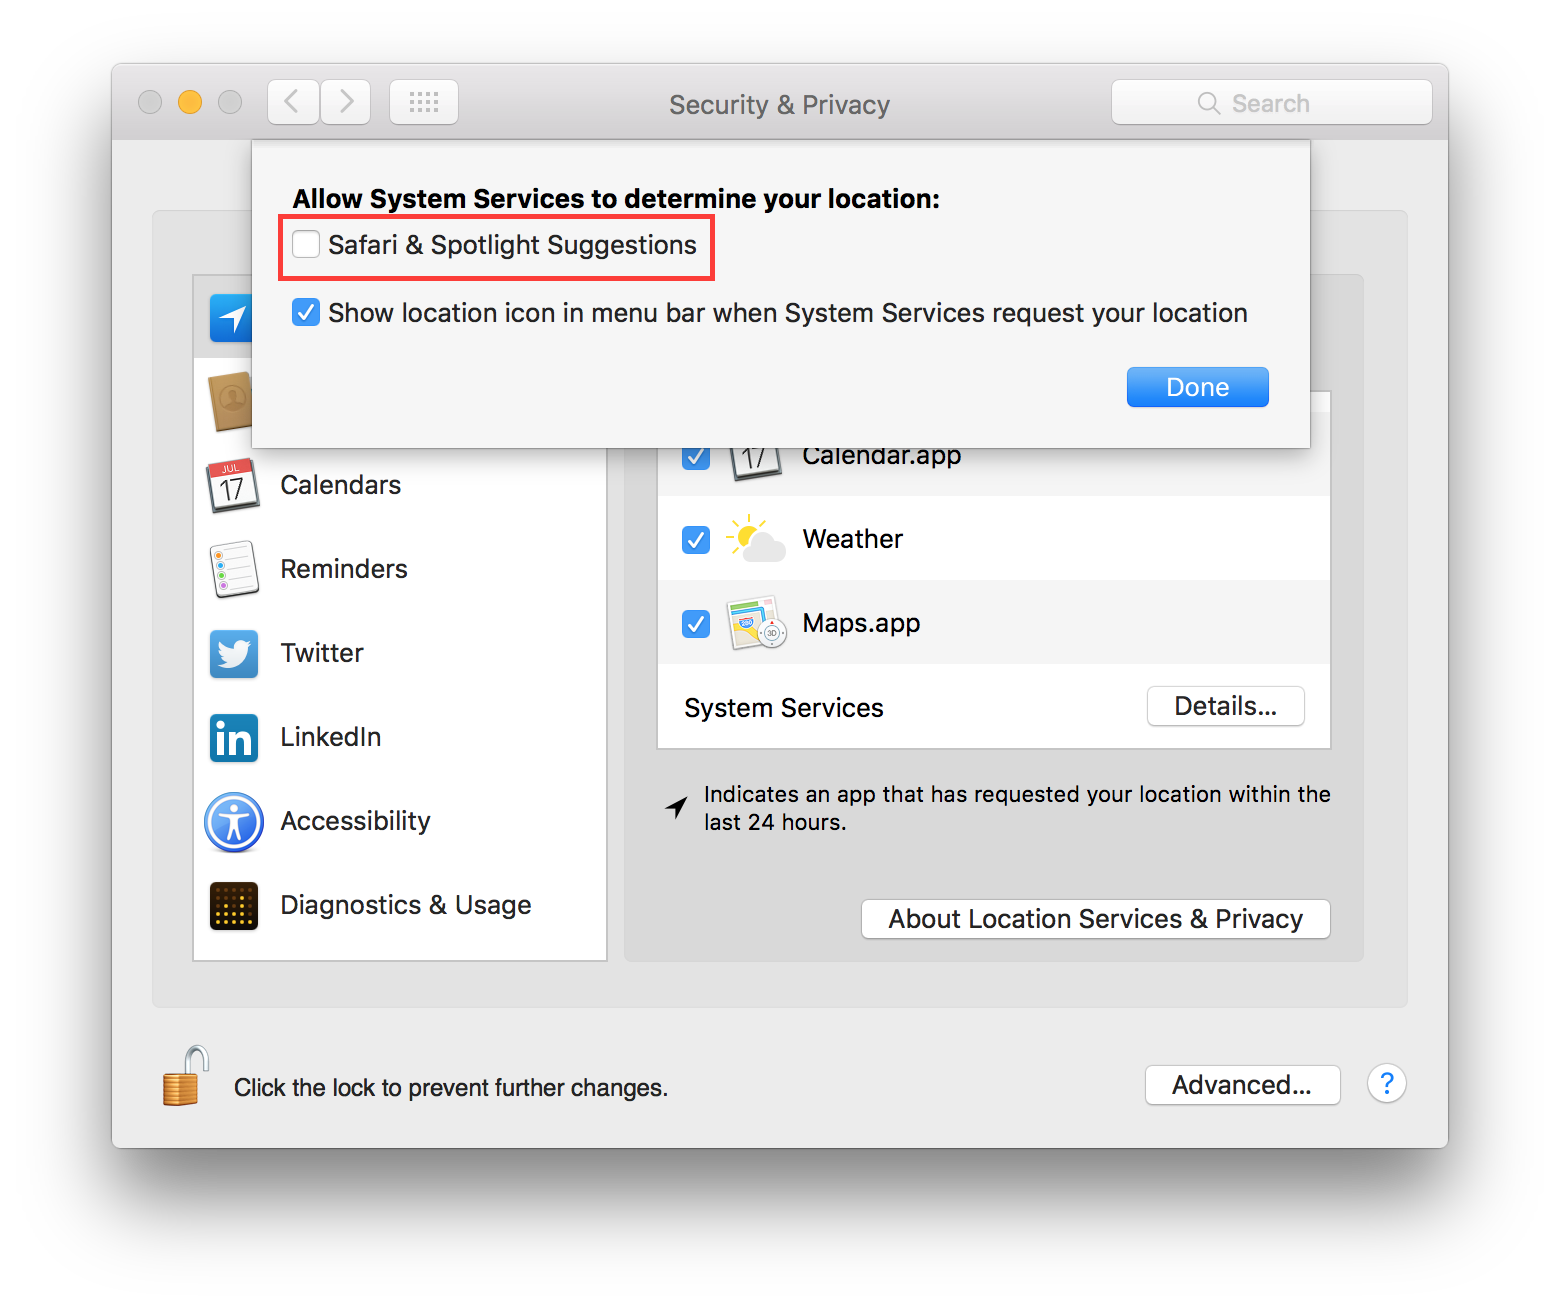 Security & Privacy
Search
Allow System Services to determine your location:
Safari & Spotlight Suggestions
Show location icon in menu bar when System Services request your location
Done
JUL
17
Calendars
Reminders
Twitter
in
LinkedIn
Accessibility
Diagnostics & Usage
17
Calendar.app
Weather
280
3D
Maps.app
System Services
Details...
Indicates an app that has requested your location within the
last 24 hours.
About Location Services & Privacy
Click the lock to prevent further changes.
Advanced...
?